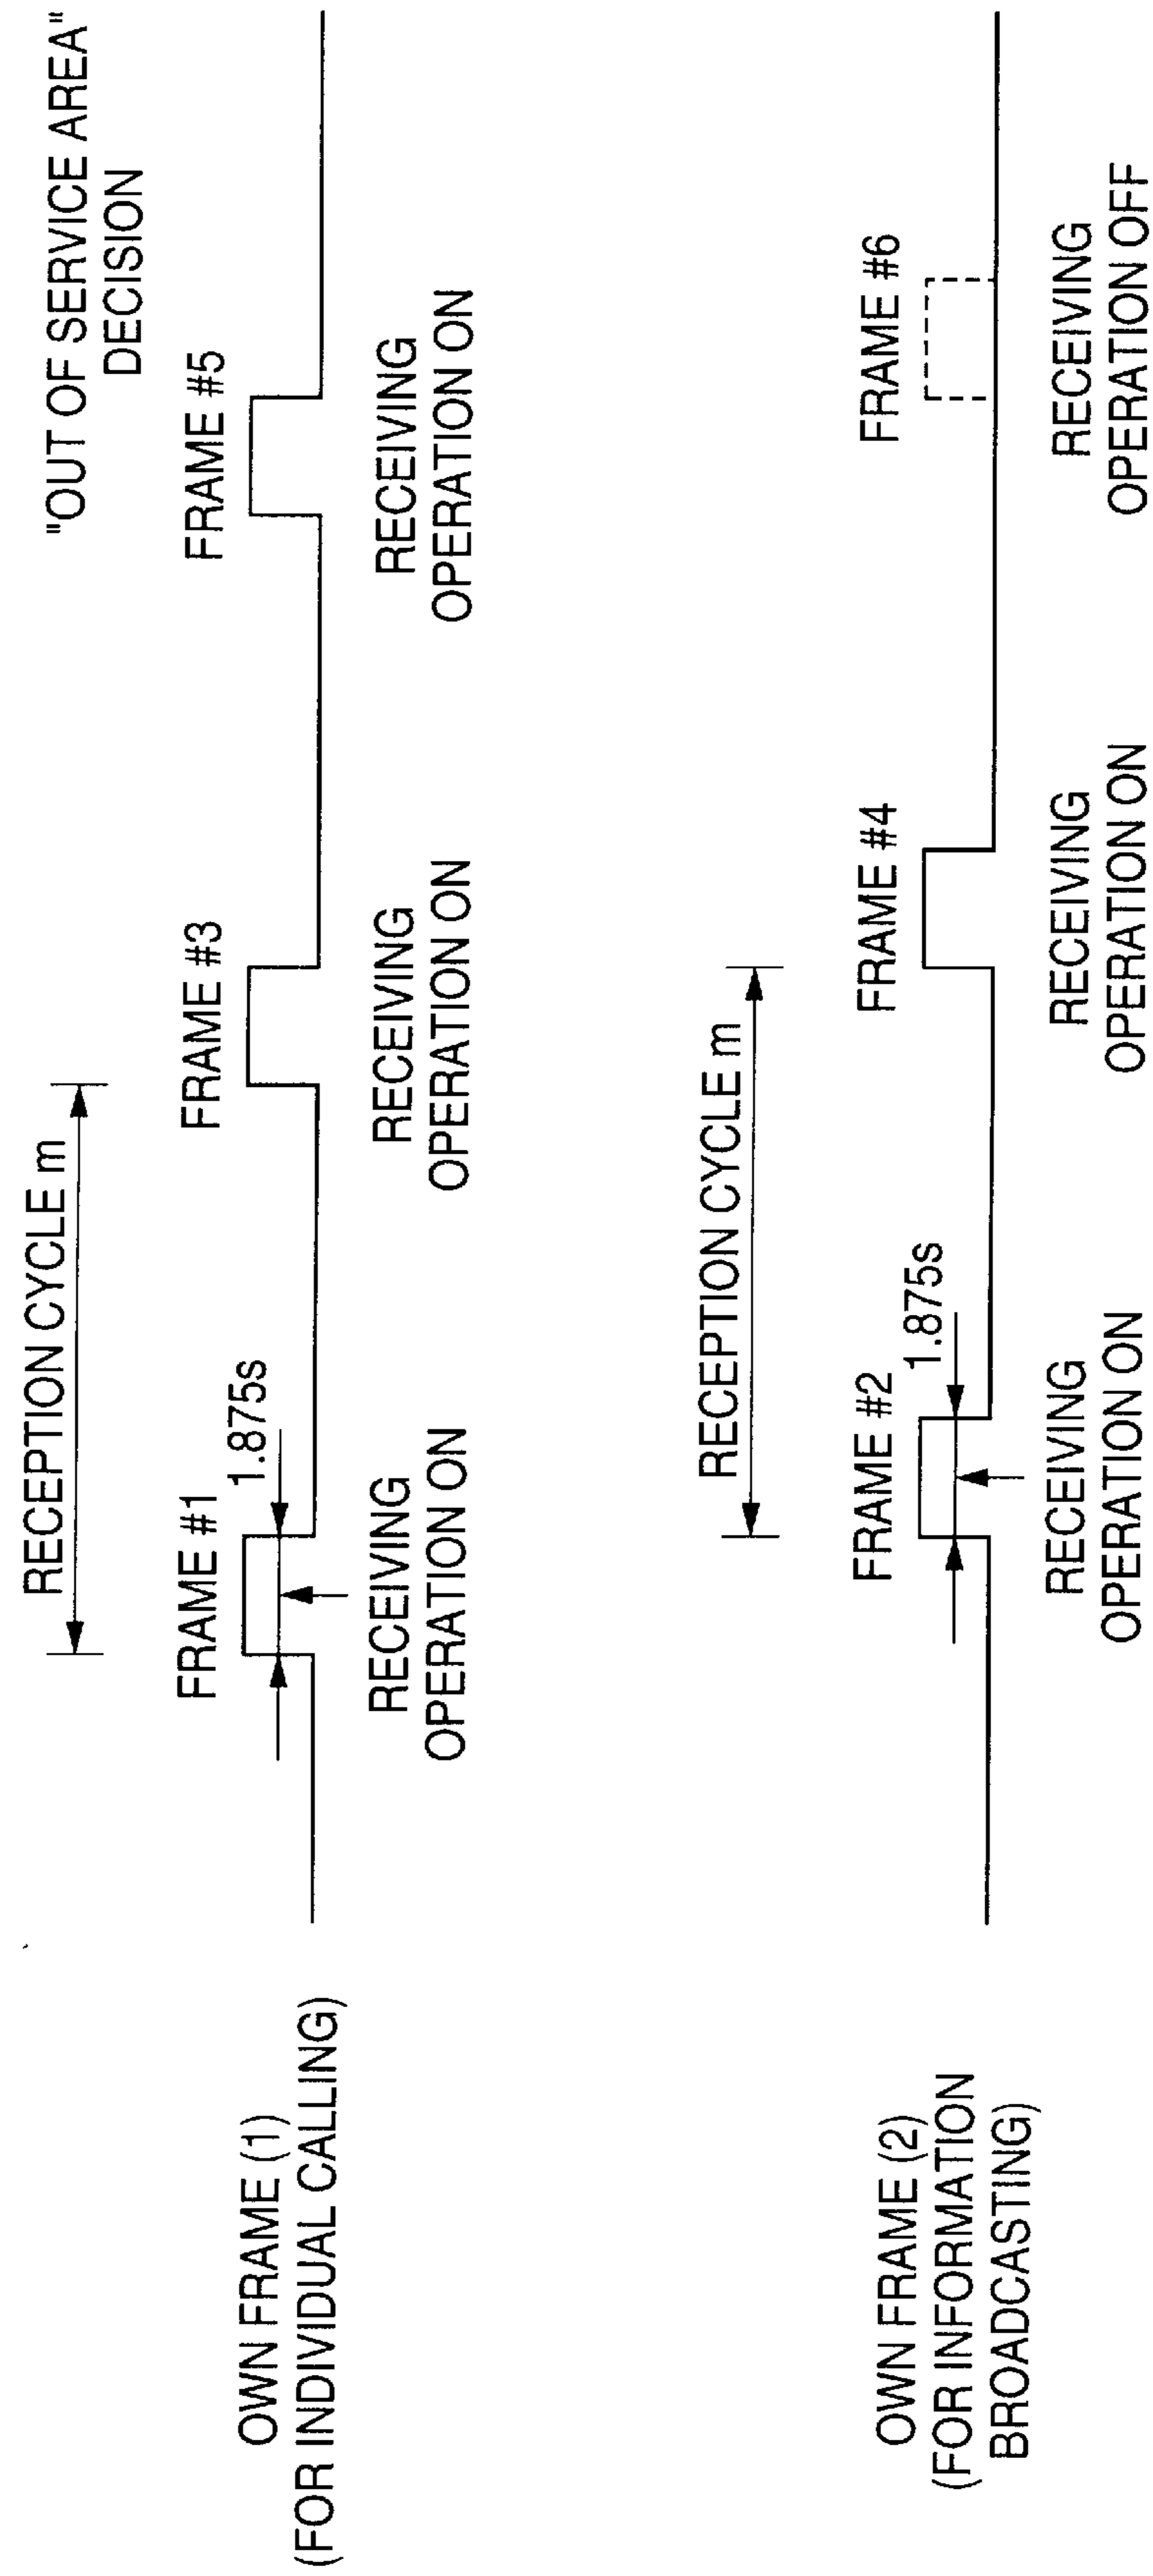 RECEPTION CYCLE m
"OUT OF SERVICE AREA"
DECISION
FRAME #1
1.875s
FRAME #3
FRAME #5
OWN FRAME (1)
(FOR INDIVIDUAL CALLING)
RECEIVING
OPERATION ON
RECEIVING
OPERATION ON
RECEIVING
OPERATION ON
RECEPTION CYCLE m
FRAME #2
1.875s
FRAME #4
FRAME #6
OWN FRAME (2)
(FOR INFORMATION
BROADCASTING)
RECEIVING
OPERATION ON
RECEIVING
OPERATION ON
RECEIVING
OPERATION OFF